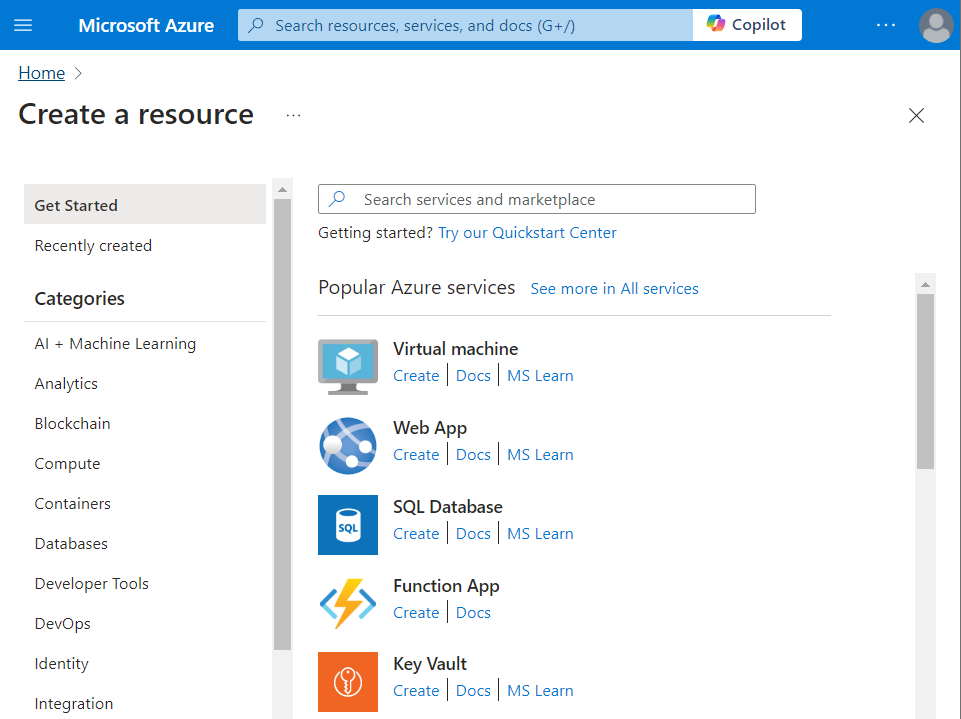 Microsoft Azure
Search resources, services, and docs (G+/)
Copilot
...
Home
Create a resource
...
Get Started
Recently created
Categories
AI + Machine Learning
Analytics
Blockchain
Compute
Containers
Databases
Developer Tools
DevOps
Identity
Integration
Search services and marketplace
Getting started? Try our Quickstart Center
Popular Azure services See more in All services
Virtual machine
Create | Docs | MS Learn
Web App
Create | Docs | MS Learn
SQL
SQL Database
Create | Docs | MS Learn
Function App
Create | Docs
Key Vault
Create | Docs | MS Learn